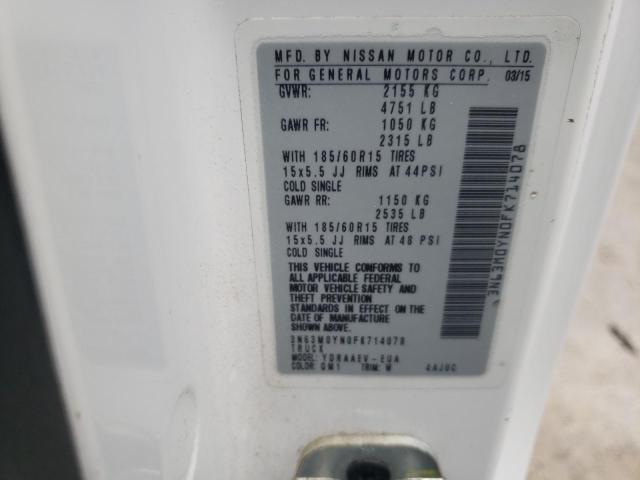 MFD. BY NISSAN MOTOR CO., LTD.
FOR GENERAL MOTORS CORP. 03/15
GVWR: 2155 KG
4751 LB
GAWR FR: 1050 KG
2315 LB
WITH 185/60R15 TIRES
15x5.5 JJ RIMS AT 44PSI
COLD SINGLE
GAWR RR: 1150 KG
2535 LB
WITH 185/60R15 TIRES
15x5.5 JJ RIMS AT 48 PSI
COLD SINGLE
THIS VEHICLE CONFORMS TO
ALL APPLICABLE FEDERAL
MOTOR VEHICLE SAFETY AND
THEFT PREVENTION
STANDARDS IN EFFECT ON THE
DATE OF MANUFACTURE
SHOWN ABOVE.
3N63M0YN0FK714078
TRUCK
MODEL: YDRAAEV-EUA
COLOR: QM1 TRIM: W 4AJ0C
3N63M0YN0FK714078